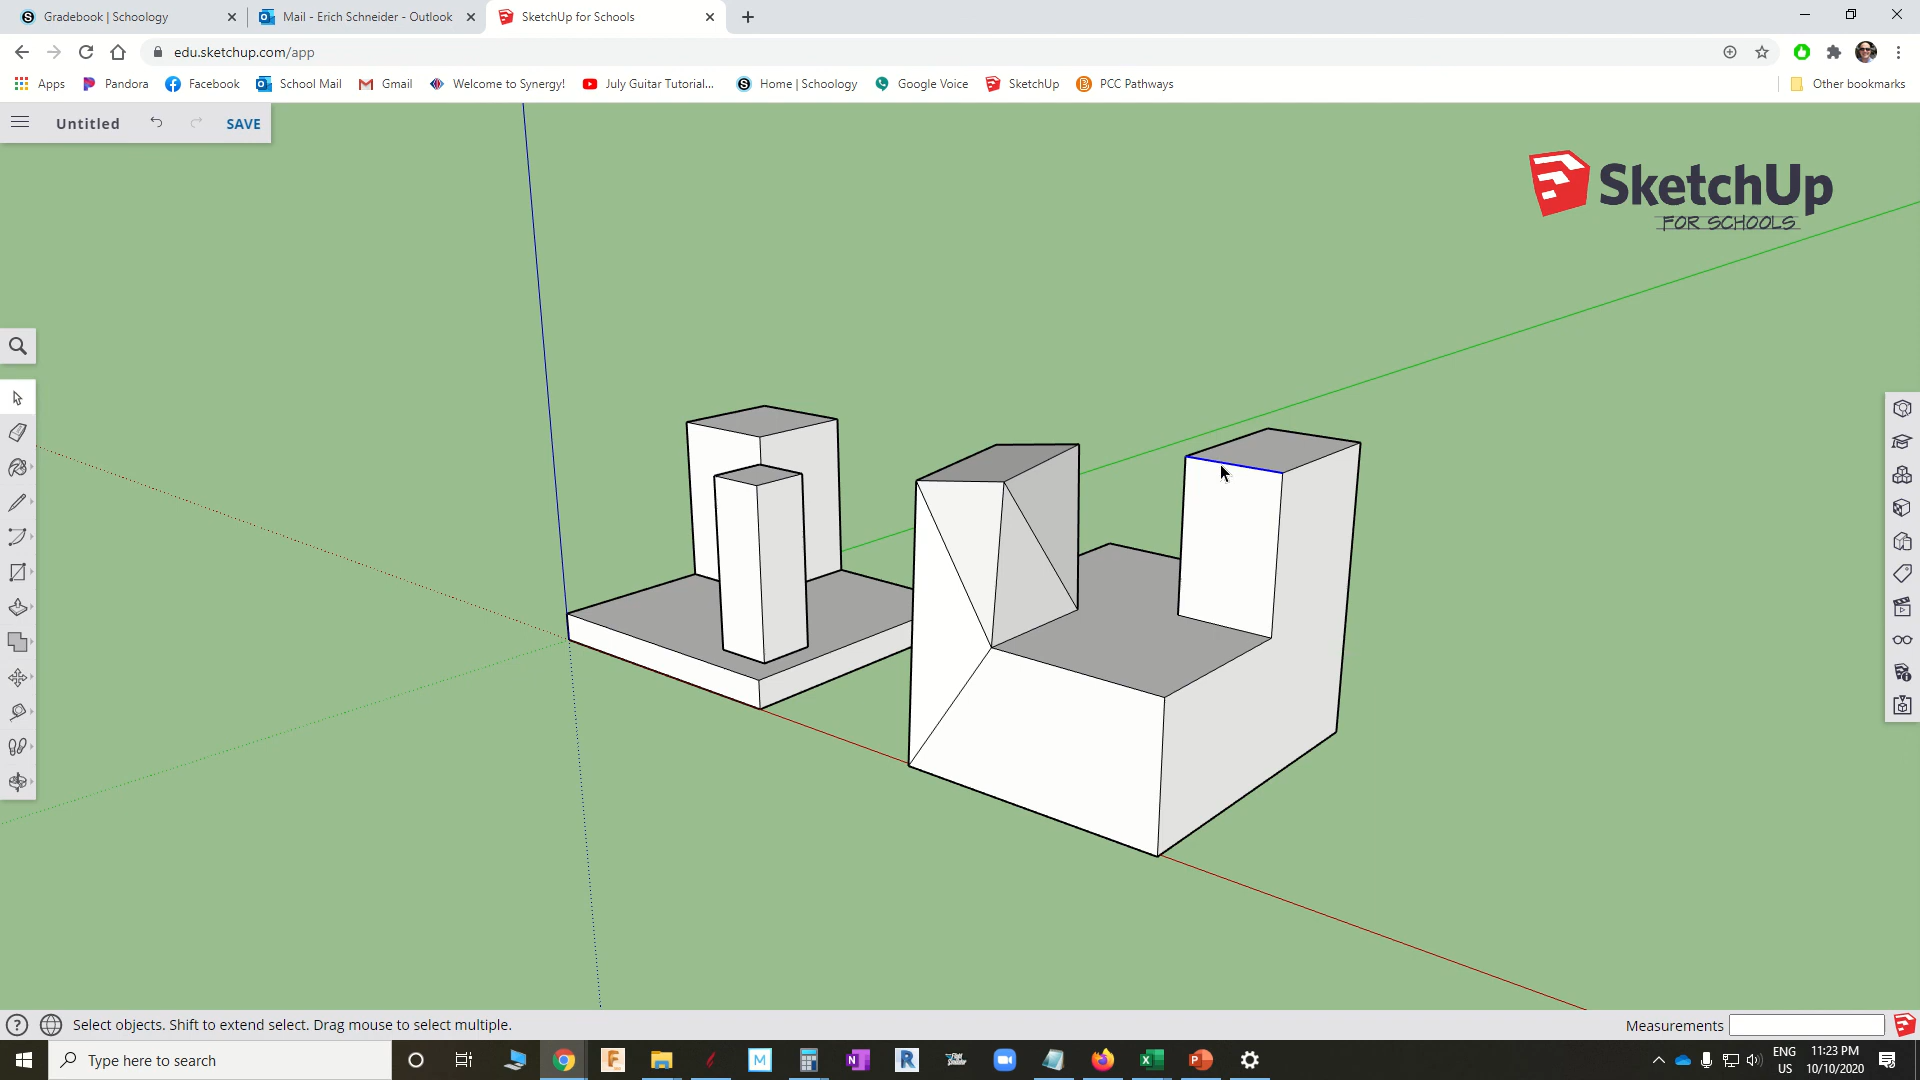 Gradebook | Schoology
Mail - Erich Schneider - Outlook
SketchUp for Schools
edu.sketchup.com/app
Apps
Pandora
Facebook
School Mail
Gmail
Welcome to Synergy!
July Guitar Tutorial...
Home | Schoology
Google Voice
SketchUp
PCC Pathways
Other bookmarks
Untitled
SAVE
SketchUp
FOR SCHOOLS
Select objects. Shift to extend select. Drag mouse to select multiple.
Measurements
Type here to search
ENG
US
11:23 PM
10/10/2020